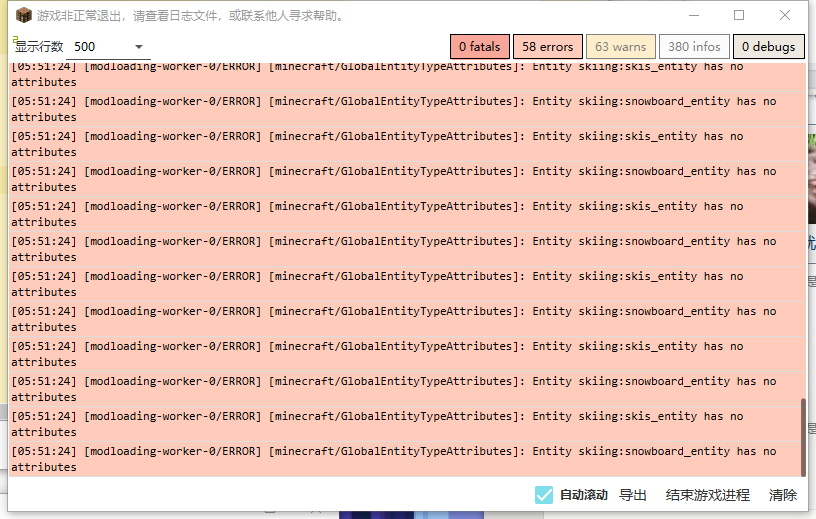 游戏非正常退出，请查看日志文件，或联系他人寻求帮助。
显示行数 500 0 fatals 58 errors 63 warns 380 infos 0 debugs
[05:51:24] [modloading-worker-0/ERROR] [minecraft/GlobalEntityTypeAttributes]: Entity skiing:skis_entity has no
attributes
[05:51:24] [modloading-worker-0/ERROR] [minecraft/GlobalEntityTypeAttributes]: Entity skiing:snowboard_entity has no
attributes
[05:51:24] [modloading-worker-0/ERROR] [minecraft/GlobalEntityTypeAttributes]: Entity skiing:skis_entity has no
attributes
[05:51:24] [modloading-worker-0/ERROR] [minecraft/GlobalEntityTypeAttributes]: Entity skiing:snowboard_entity has no
attributes
[05:51:24] [modloading-worker-0/ERROR] [minecraft/GlobalEntityTypeAttributes]: Entity skiing:skis_entity has no
attributes
[05:51:24] [modloading-worker-0/ERROR] [minecraft/GlobalEntityTypeAttributes]: Entity skiing:snowboard_entity has no
attributes
[05:51:24] [modloading-worker-0/ERROR] [minecraft/GlobalEntityTypeAttributes]: Entity skiing:skis_entity has no
attributes
[05:51:24] [modloading-worker-0/ERROR] [minecraft/GlobalEntityTypeAttributes]: Entity skiing:snowboard_entity has no
attributes
[05:51:24] [modloading-worker-0/ERROR] [minecraft/GlobalEntityTypeAttributes]: Entity skiing:skis_entity has no
attributes
[05:51:24] [modloading-worker-0/ERROR] [minecraft/GlobalEntityTypeAttributes]: Entity skiing:snowboard_entity has no
attributes
[05:51:24] [modloading-worker-0/ERROR] [minecraft/GlobalEntityTypeAttributes]: Entity skiing:skis_entity has no
attributes
[05:51:24] [modloading-worker-0/ERROR] [minecraft/GlobalEntityTypeAttributes]: Entity skiing:snowboard_entity has no
attributes
自动滚动 导出 结束游戏进程 清除